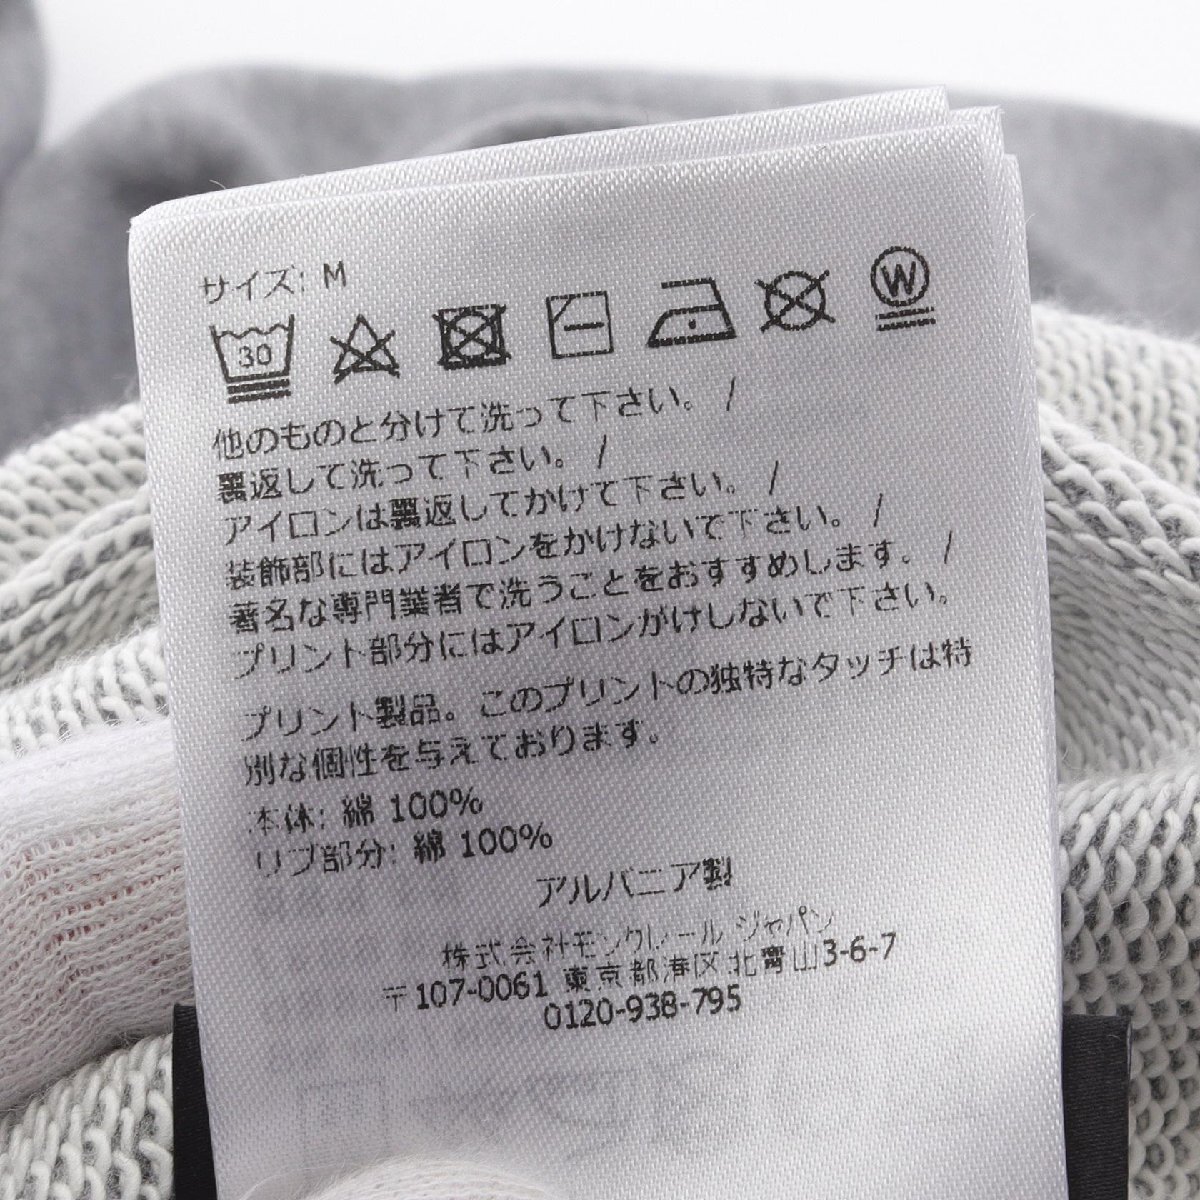 サイズ: M
30 W
他のものと分けて洗って下さい。 /
裏返して洗って下さい。 /
アイロンは裏返してかけて下さい。 /
装飾部にはアイロンをかけないで下さい。 /
著名な専門業者で洗うことをおすすめします。 /
プリント部分にはアイロンがけしないで下さい。
プリント製品。このプリントの独特なタッチは特
別な個性を与えております。
本体: 綿 100%
リブ部分: 綿 100%
アルバニア製
株式会社モンクレール ジャパン
〒107-0061 東京都港区北青山3-6-7
0120-938-795